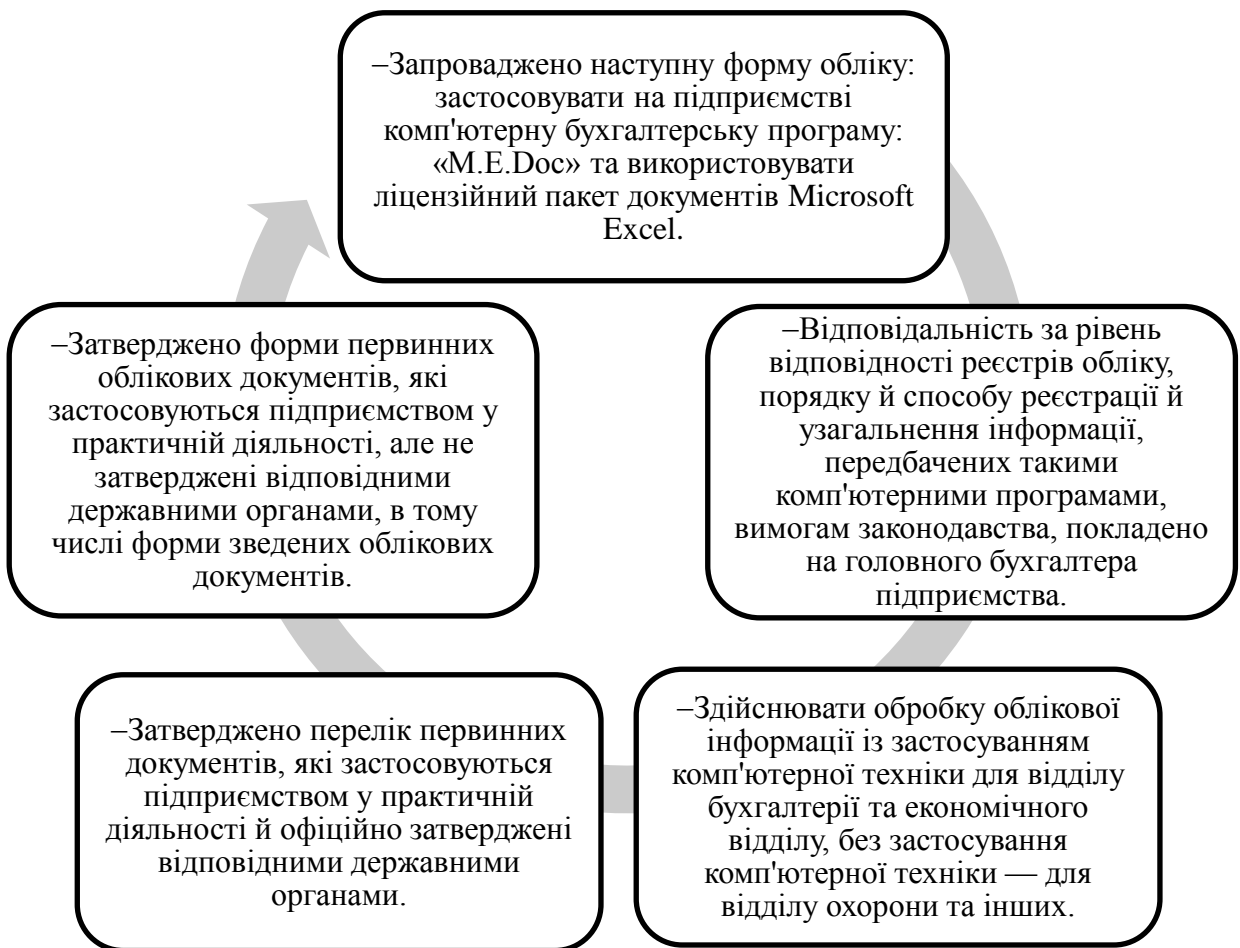 –Запроваджено наступну форму обліку:
застосовувати на підприємстві
комп'ютерну бухгалтерську програму:
«M.E.Doc» та використовувати
ліцензійний пакет документів Microsoft
Excel.
–Відповідальність за рівень
відповідності реєстрів обліку,
порядку й способу реєстрації й
узагальнення інформації,
передбачених такими
комп'ютерними програмами,
вимогам законодавства, покладено
на головного бухгалтера
підприємства.
–Здійснювати обробку облікової
інформації із застосуванням
комп'ютерної техніки для відділу
бухгалтерії та економічного
відділу, без застосування
комп'ютерної техніки — для
відділу охорони та інших.
–Затверджено перелік первинних
документів, які застосовуються
підприємством у практичній
діяльності й офіційно затверджені
відповідними державними
органами.
–Затверджено форми первинних
облікових документів, які
застосовуються підприємством у
практичній діяльності, але не
затверджені відповідними
державними органами, в тому
числі форми зведених облікових
документів.